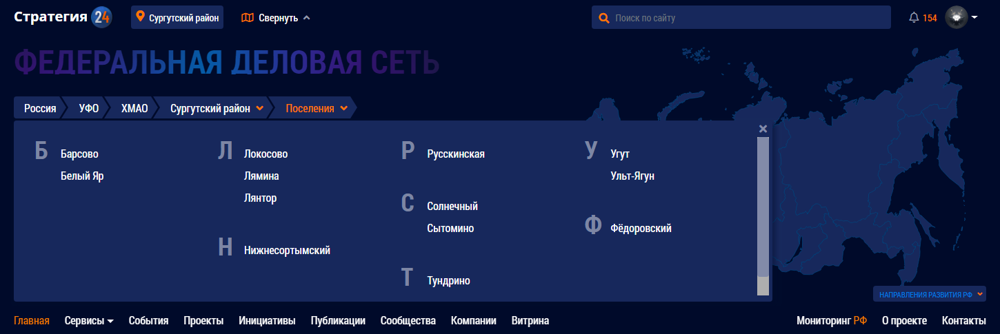 Стратегия 24
Сургутский район
Свернуть
Поиск по сайту
154
ФЕДЕРАЛЬНАЯ ДЕЛОВАЯ СЕТЬ
Россия
УФО
ХМАО
Сургутский район
Поселения
Б
Барсово
Белый Яр
Л
Локосово
Лямина
Лянтор
Н
Нижнесортымский
Р
Русскинская
С
Солнечный
Сытомино
Т
Тундрино
У
Угут
Ульт-Ягун
Ф
Фёдоровский
НАПРАВЛЕНИЯ РАЗВИТИЯ РФ
Главная
Сервисы
События
Проекты
Инициативы
Публикации
Сообщества
Компании
Витрина
Мониторинг РФ
О проекте
Контакты